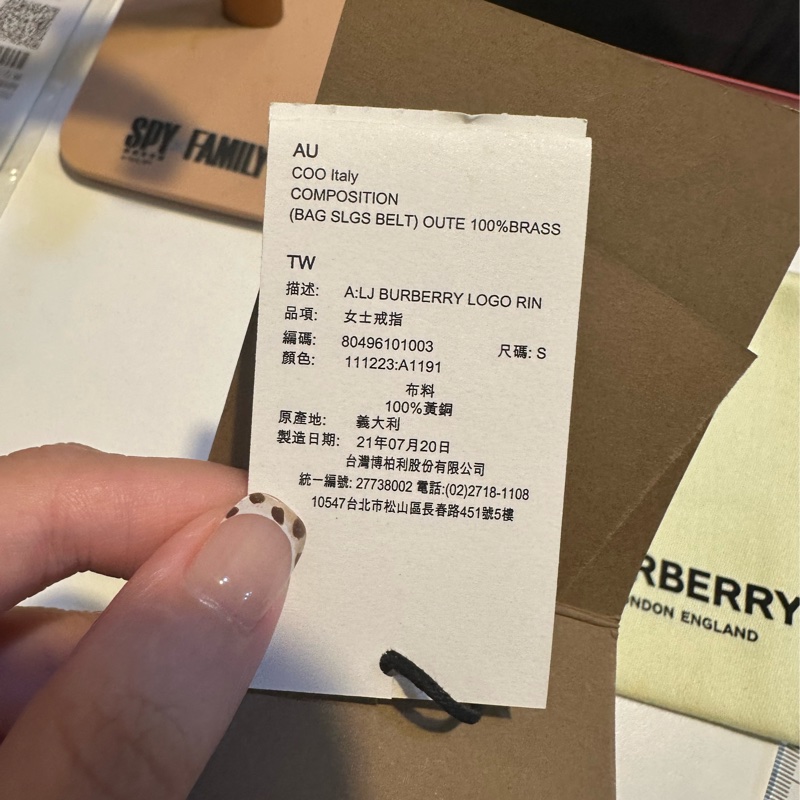 SPY FAMILY
AU
COO Italy
COMPOSITION
(BAG SLGS BELT) OUTE 100%BRASS
TW
描述: A:LJ BURBERRY LOGO RIN
品項: 女士戒指
編碼: 80496101003 尺碼: S
顏色: 111223:A1191
布料
100%黃銅
原產地: 義大利
製造日期: 21年07月20日
台灣博柏利股份有限公司
統一編號: 27738002 電話:(02)2718-1108
10547台北市松山區長春路451號5樓
RBERRY
NDON ENGLAND